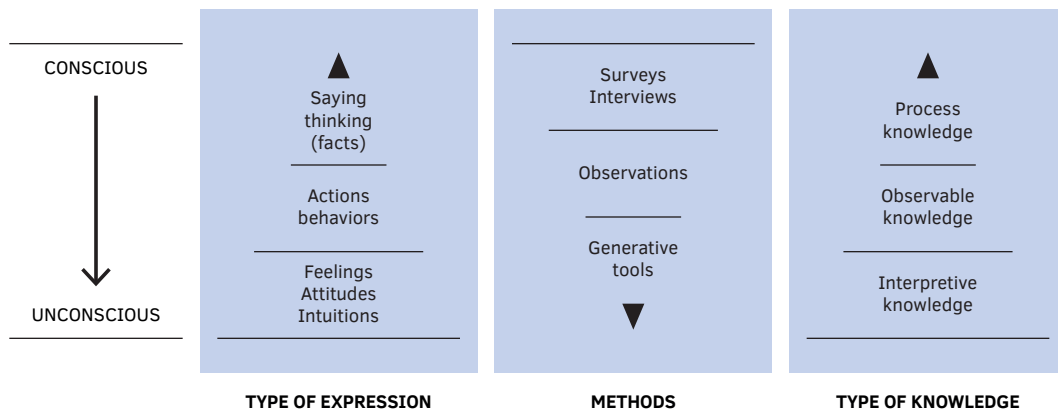 CONSCIOUS
UNCONSCIOUS
Saying
thinking
(facts)
Actions
behaviors
Feelings
Attitudes
Intuitions
TYPE OF EXPRESSION
Surveys
Interviews
Observations
Generative
tools
METHODS
Process
knowledge
Observable
knowledge
Interpretive
knowledge
TYPE OF KNOWLEDGE